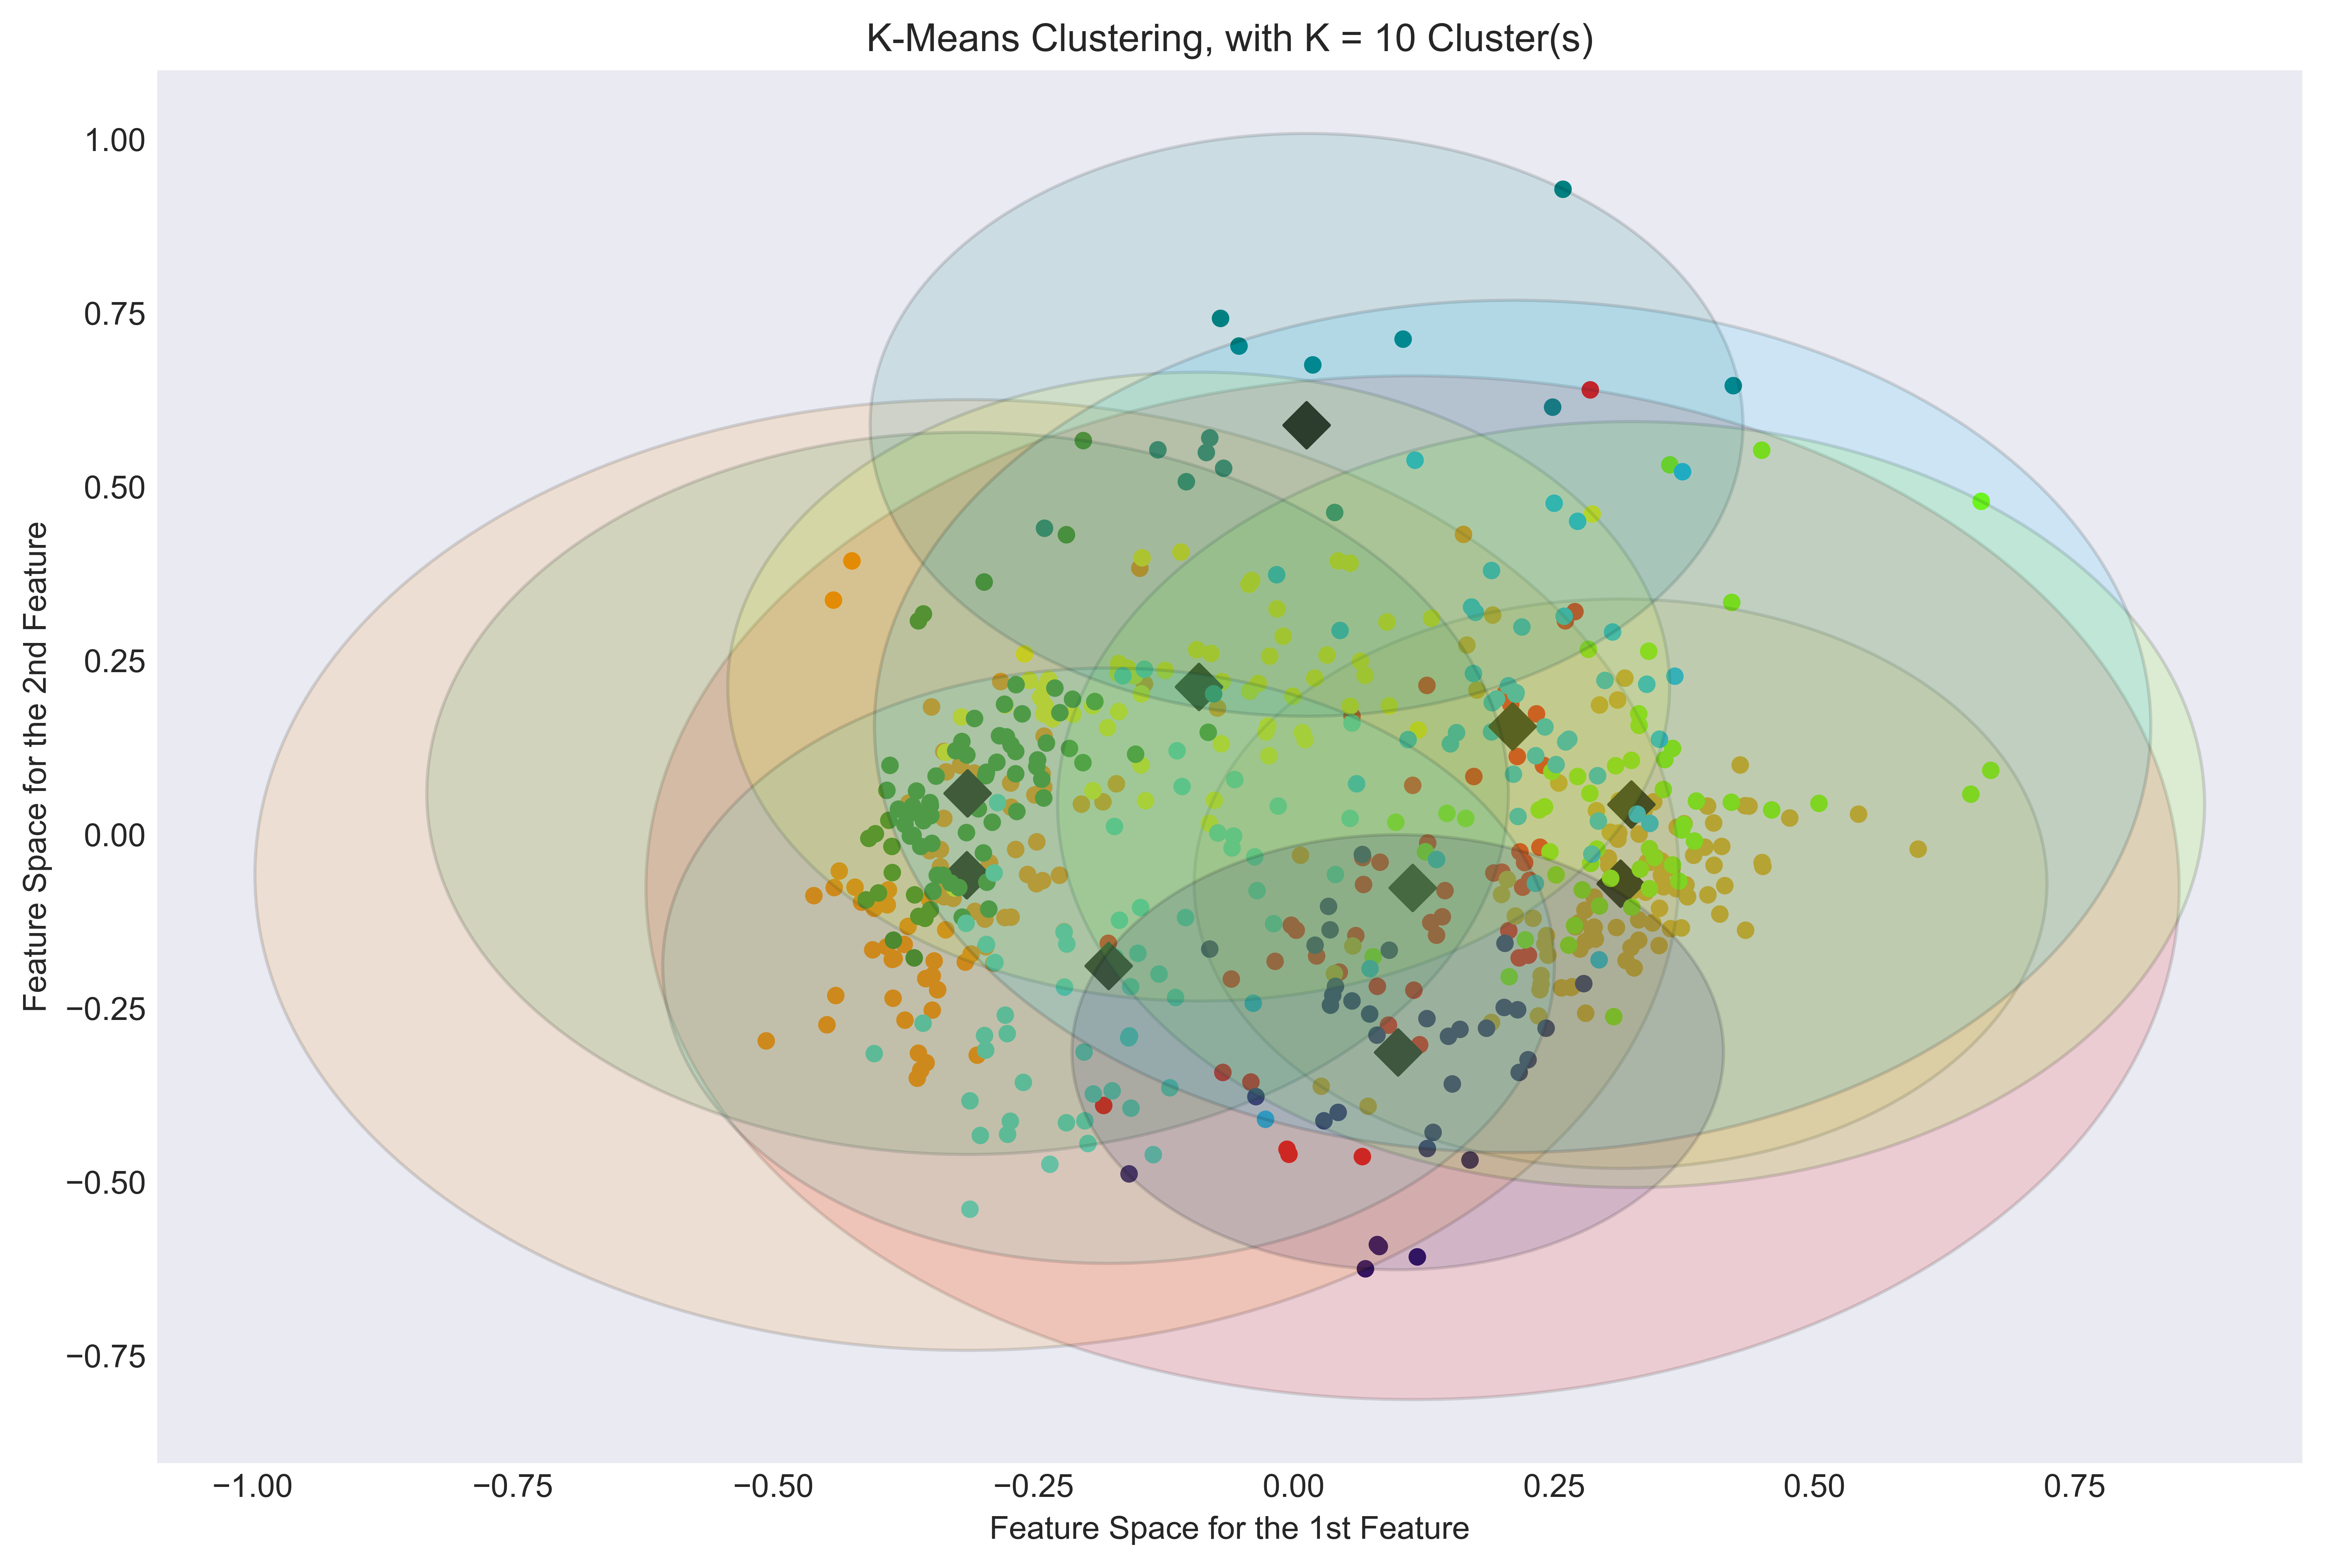 K-Means Clustering, with K = 10 Cluster(s)
1.00
0.75
0.50
0.25
0.00
−0.25
−0.50
−0.75
Feature Space for the 2nd Feature
−1.00 −0.75 −0.50 −0.25 0.00 0.25 0.50 0.75
Feature Space for the 1st Feature